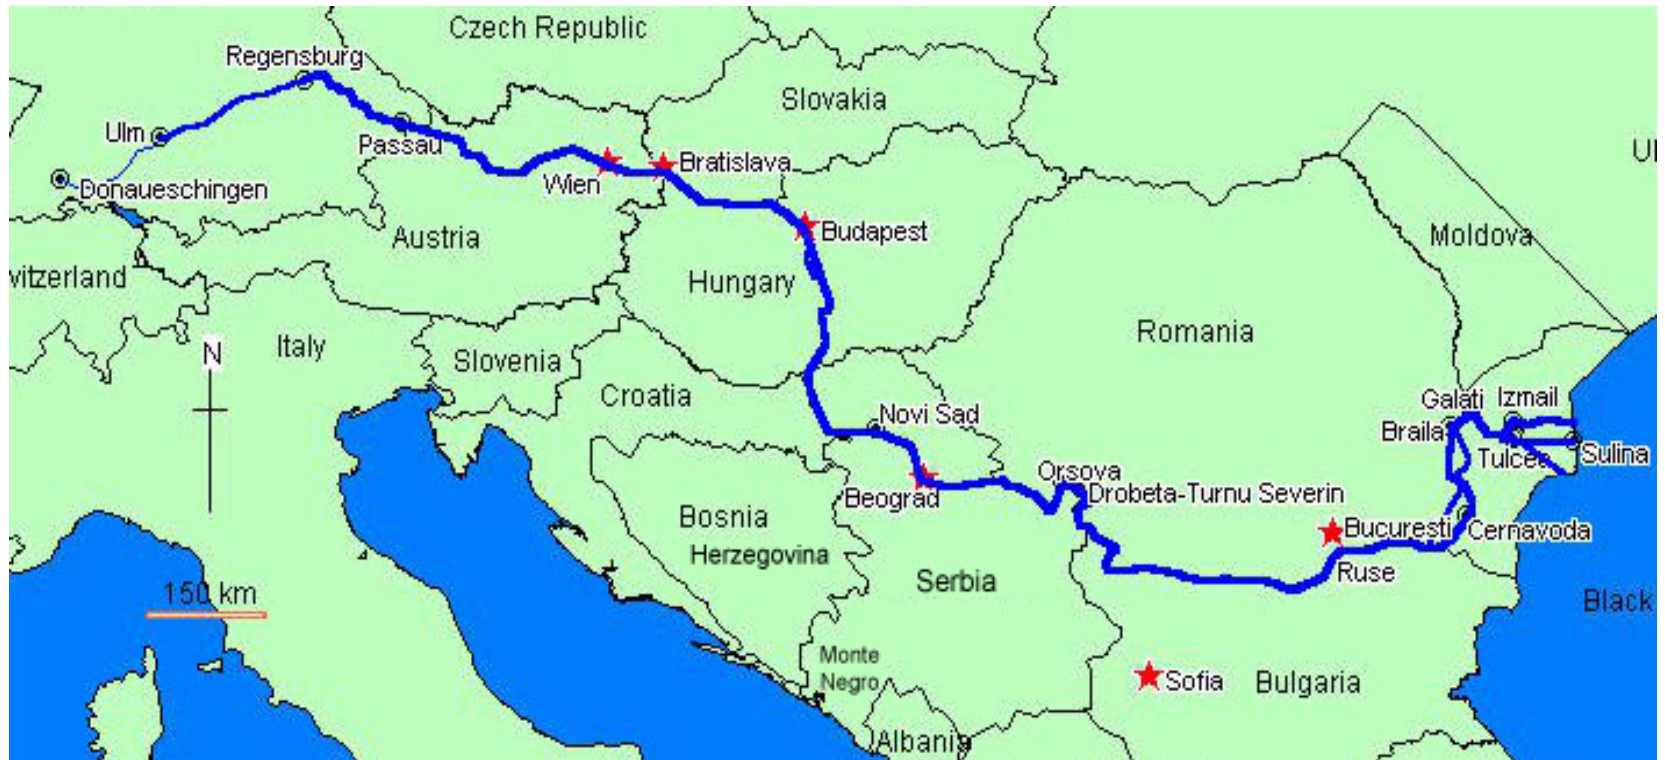 Czech Republic
Regensburg
Slovakia
Ulm
Passau
Ul
Bratislava
Wien
Donaueschingen
Budapest
Austria
Moldova
witzerland
Hungary
Romania
N
Italy
Slovenia
Croatia
Galati
Izmail
Novi Sad
Braila
Sulina
Tulcea
Orsova
Beograd
Drobeta-Turnu Severin
Bosnia
Herzegovina
Bucuresti
Cernavoda
Ruse
Serbia
150 km
Black
Monte
Negro
Sofia
Bulgaria
Albania